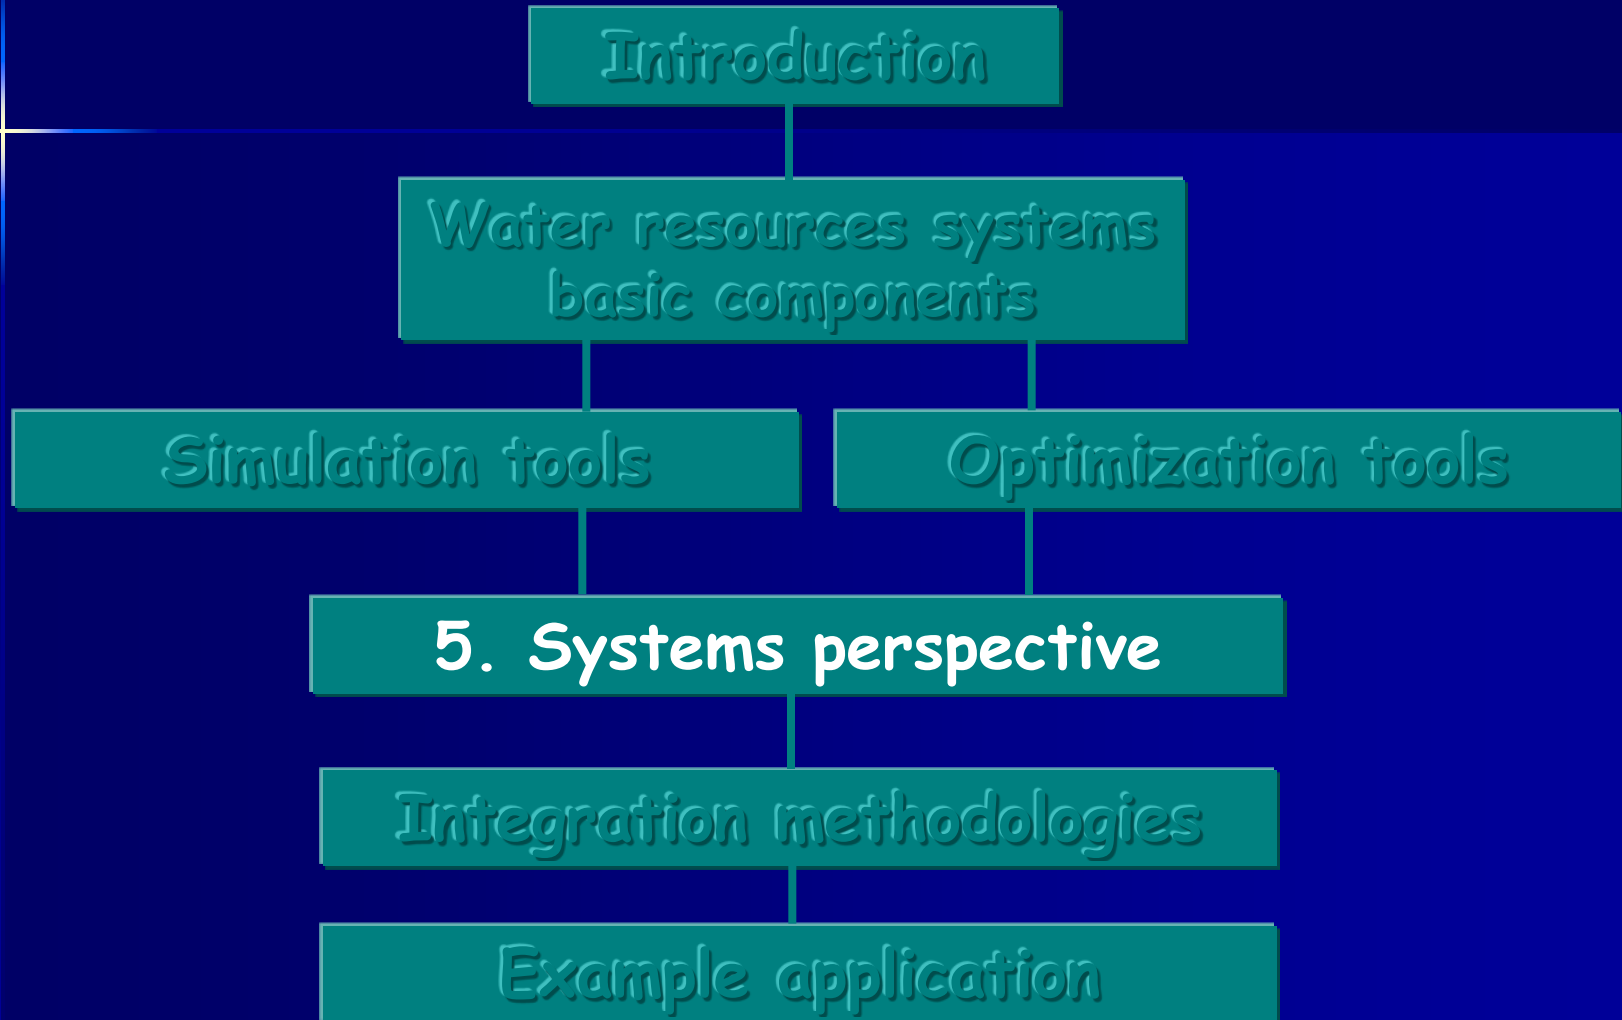 Introduction
Water resources systems
basic components
Simulation tools
Optimization tools
5. Systems perspective
Integration methodologies
Example application